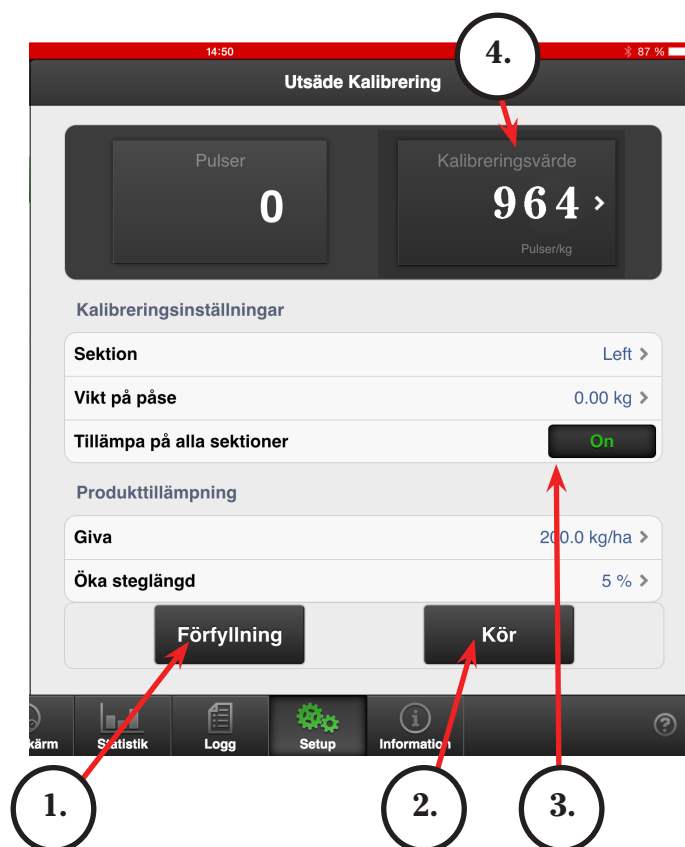 4.
14:50 87 %
Utsäde Kalibrering
Pulser Kalibreringsvärde
0 964
Pulser/kg
Kalibreringsinställningar
Sektion Left
Vikt på påse 0.00 kg
Tillämpa på alla sektioner On
Produkttillämpning
Giva 200.0 kg/ha
Öka steglängd 5 %
Förfyllning Kör
kärm Statistik Logg Setup Information ?
1. 2. 3.